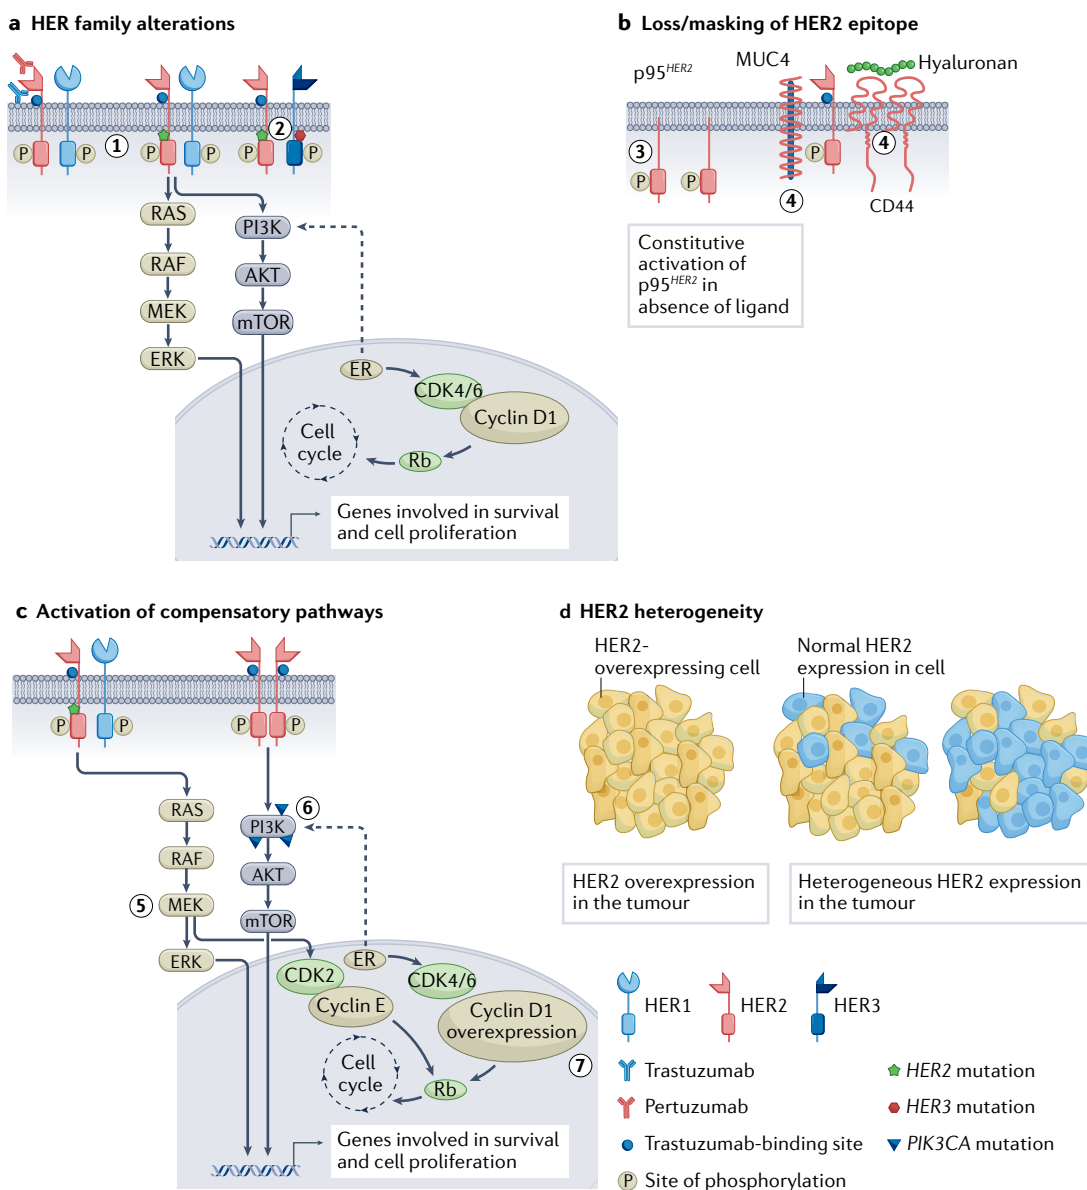 a HER family alterations
1
2
P
P
P
P
P
P
RAS
RAF
MEK
ERK
PI3K
AKT
mTOR
ER
CDK4/6
Cyclin D1
Rb
Cell
cycle
Genes involved in survival
and cell proliferation
b Loss/masking of HER2 epitope
p95HER2
MUC4
Hyaluronan
3
P
P
4
P
4
CD44
Constitutive
activation of
p95HER2 in
absence of ligand
c Activation of compensatory pathways
P
P
P
P
RAS
RAF
5
MEK
ERK
6
PI3K
AKT
mTOR
CDK2
Cyclin E
ER
CDK4/6
Cyclin D1
overexpression
7
Rb
Cell
cycle
Genes involved in survival
and cell proliferation
d HER2 heterogeneity
HER2-
overexpressing cell
Normal HER2
expression in cell
HER2 overexpression
in the tumour
Heterogeneous HER2 expression
in the tumour
HER1
HER2
HER3
Trastuzumab
Pertuzumab
Trastuzumab-binding site
P Site of phosphorylation
HER2 mutation
HER3 mutation
PIK3CA mutation